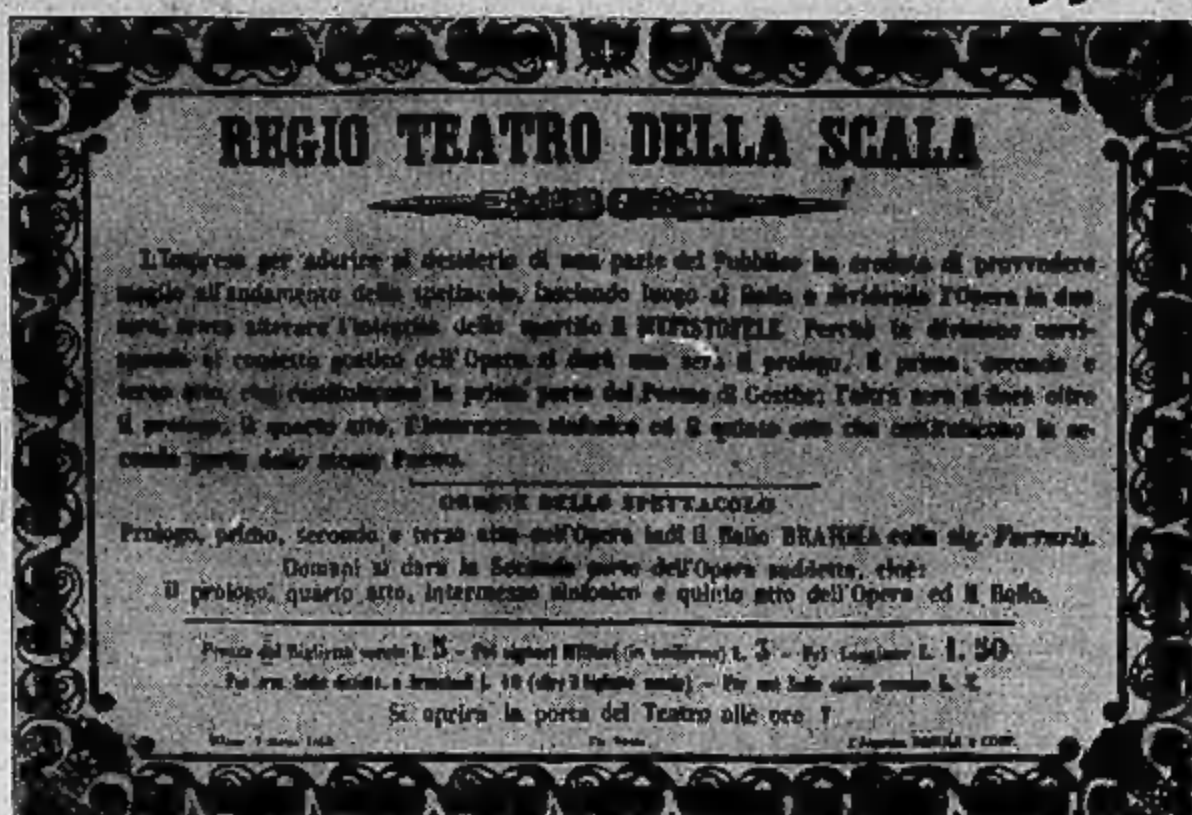 REGIO TEATRO DELLA SCALA
L'Impresa per aderire al desiderio di una parte del Pubblico ha creduto di provvedere
meglio all'andamento dello spettacolo, lasciando luogo al Ballo e dividendo l'Opera in due
sere, senza alterare l'integrità dello spartito il MEFISTOFELE. Perchè la divisione corri-
sponda al concetto poetico dell'Opera si darà una sera il prologo, il primo, secondo e
terzo atto, che costituiscono la prima parte del Poema di Goethe; l'altra sera si darà oltre
il prologo, il quarto atto, l'intermezzo sinfonico ed il quinto atto che costituiscono la se-
conda parte dello stesso Poema.
ORDINE DELLO SPETTACOLO
Prologo, primo, secondo e terzo atto dell'Opera indi il Ballo BRAHMA colla sig. Ferraris.
Domani si darà la Seconda parte dell'Opera suddetta, cioè:
Il prologo, quarto atto, intermezzo sinfonico e quinto atto dell'Opera ed il Ballo.
Prezzo del Biglietto serale L. 5 - Pei signori Militari (in uniforme) L. 3 - Pel Loggione L. 1. 50
Si aprirà la porta del Teatro alle ore 7